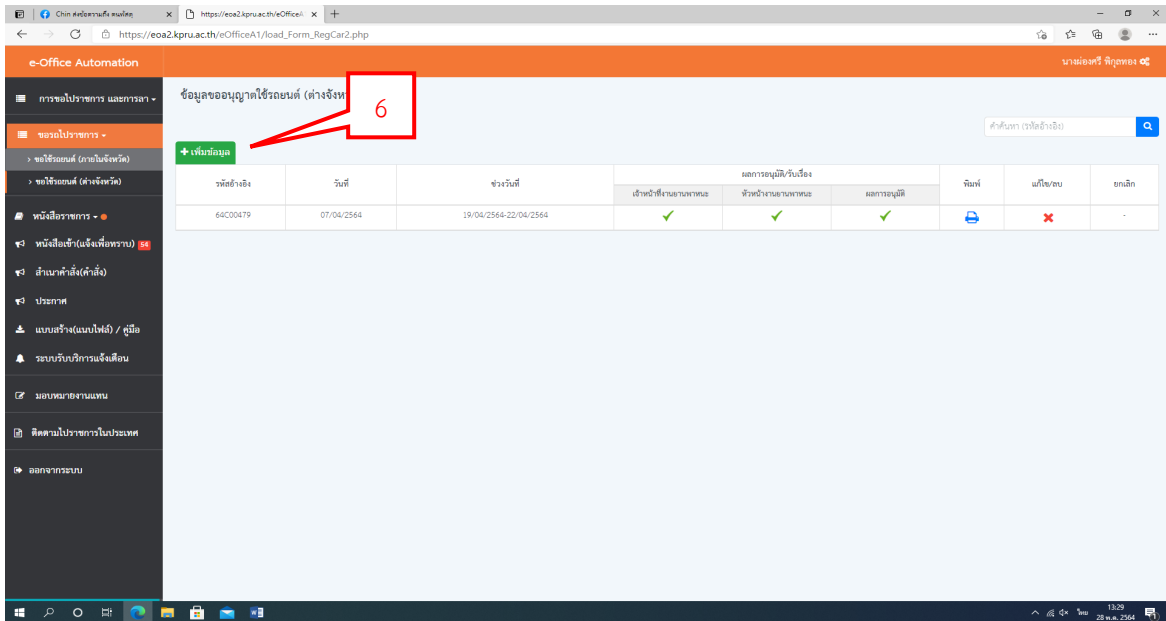 Chin ส่งข้อความถึง คนพัสดุ
https://eoa2.kpru.ac.th/eOfficeA1
https://eoa2.kpru.ac.th/eOfficeA1/load_Form_RegCar2.php
e-Office Automation
นางผ่องศรี พิกุลทอง
การขอไปราชการ และการลา
ข้อมูลขออนุญาตใช้รถยนต์ (ต่างจังหวั
6
ขอรถไปราชการ
คำค้นหา (รหัสอ้างอิง)
> ขอใช้รถยนต์ (ภายในจังหวัด)
+ เพิ่มข้อมูล
> ขอใช้รถยนต์ (ต่างจังหวัด)
รหัสอ้างอิง วันที่ ช่วงวันที่ ผลการอนุมัติ/รับเรื่อง พิมพ์ แก้ไข/ลบ ยกเลิก
เจ้าหน้าที่งานยานพาหนะ หัวหน้างานยานพาหนะ ผลการอนุมัติ
64C00479 07/04/2564 19/04/2564-22/04/2564 -
หนังสือราชการ
หนังสือเข้า(แจ้งเพื่อทราบ) 54
สำเนาคำสั่ง(คำสั่ง)
ประกาศ
แบบสร้าง(แนบไฟล์) / คู่มือ
ระบบรับบริการแจ้งเตือน
มอบหมายงานแทน
ติดตามไปราชการในประเทศ
ออกจากระบบ
ไทย
13:29
28 พ.ค. 2564